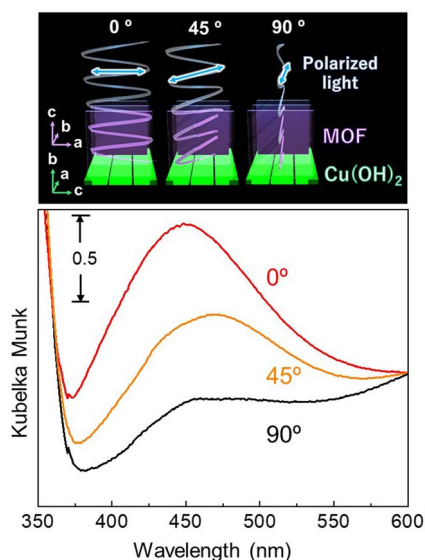 0 º 45 º 90 º
Polarized
light
c
b
a
MOF
b
a
c
Cu(OH)2
0.5
0º
45º
90º
Kubelka Munk
350 400 450 500 550 600
Wavelength (nm)